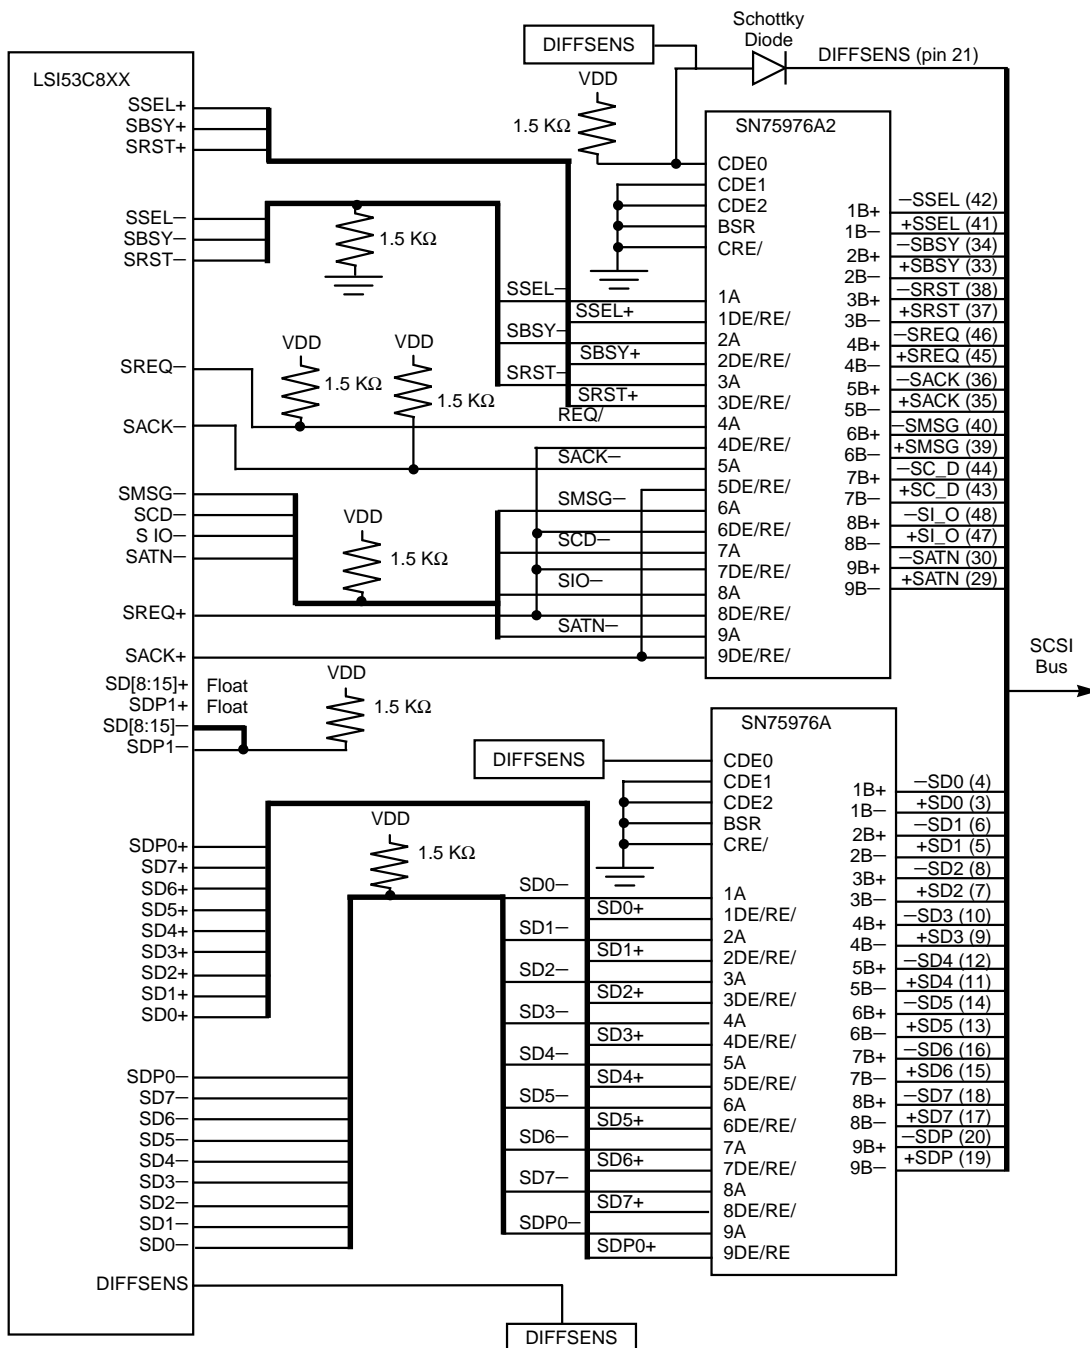 Schottky
Diode
DIFFSENS
DIFFSENS (pin 21)
LSI53C8XX
VDD
1.5 KΩ
SN75976A2
SSEL+
SBSY+
SRST+
SSEL−
SBSY−
SRST−
1.5 KΩ
SREQ−
VDD
1.5 KΩ
VDD
1.5 KΩ
SACK−
SMSG−
SCD−
S IO−
SATN−
VDD
1.5 KΩ
SREQ+
SACK+
SD[8:15]+ Float
SDP1+ Float
SD[8:15]−
SDP1−
VDD
1.5 KΩ
SSEL−
SSEL+
SBSY−
SBSY+
SRST−
SRST+
REQ/
SACK−
SMSG−
SCD−
SIO−
SATN−
CDE0
CDE1
CDE2
BSR
CRE/
1A
1DE/RE/
2A
2DE/RE/
3A
3DE/RE/
4A
4DE/RE/
5A
5DE/RE/
6A
6DE/RE/
7A
7DE/RE/
8A
8DE/RE/
9A
9DE/RE/
1B+ −SSEL (42)
1B− +SSEL (41)
2B+ −SBSY (34)
2B− +SBSY (33)
3B+ −SRST (38)
3B− +SRST (37)
4B+ −SREQ (46)
4B− +SREQ (45)
5B+ −SACK (36)
5B− +SACK (35)
6B+ −SMSG (40)
6B− +SMSG (39)
7B+ −SC_D (44)
7B− +SC_D (43)
8B+ −SI_O (48)
8B− +SI_O (47)
9B+ −SATN (30)
9B− +SATN (29)
SCSI
Bus
SN75976A
DIFFSENS
CDE0
CDE1
CDE2
BSR
CRE/
SDP0+
SD7+
SD6+
SD5+
SD4+
SD3+
SD2+
SD1+
SD0+
VDD
1.5 KΩ
SDP0−
SD7−
SD6−
SD5−
SD4−
SD3−
SD2−
SD1−
SD0−
SD0−
SD0+
SD1−
SD1+
SD2−
SD2+
SD3−
SD3+
SD4−
SD4+
SD5−
SD5+
SD6−
SD6+
SD7−
SD7+
SDP0−
SDP0+
1A
1DE/RE/
2A
2DE/RE/
3A
3DE/RE/
4A
4DE/RE/
5A
5DE/RE/
6A
6DE/RE/
7A
7DE/RE/
8A
8DE/RE/
9A
9DE/RE
1B+ −SD0 (4)
1B− +SD0 (3)
2B+ −SD1 (6)
2B− +SD1 (5)
3B+ −SD2 (8)
3B− +SD2 (7)
4B+ −SD3 (10)
4B− +SD3 (9)
5B+ −SD4 (12)
5B− +SD4 (11)
6B+ −SD5 (14)
6B− +SD5 (13)
7B+ −SD6 (16)
7B− +SD6 (15)
8B+ −SD7 (18)
8B− +SD7 (17)
9B+ −SDP (20)
9B− +SDP (19)
DIFFSENS
DIFFSENS